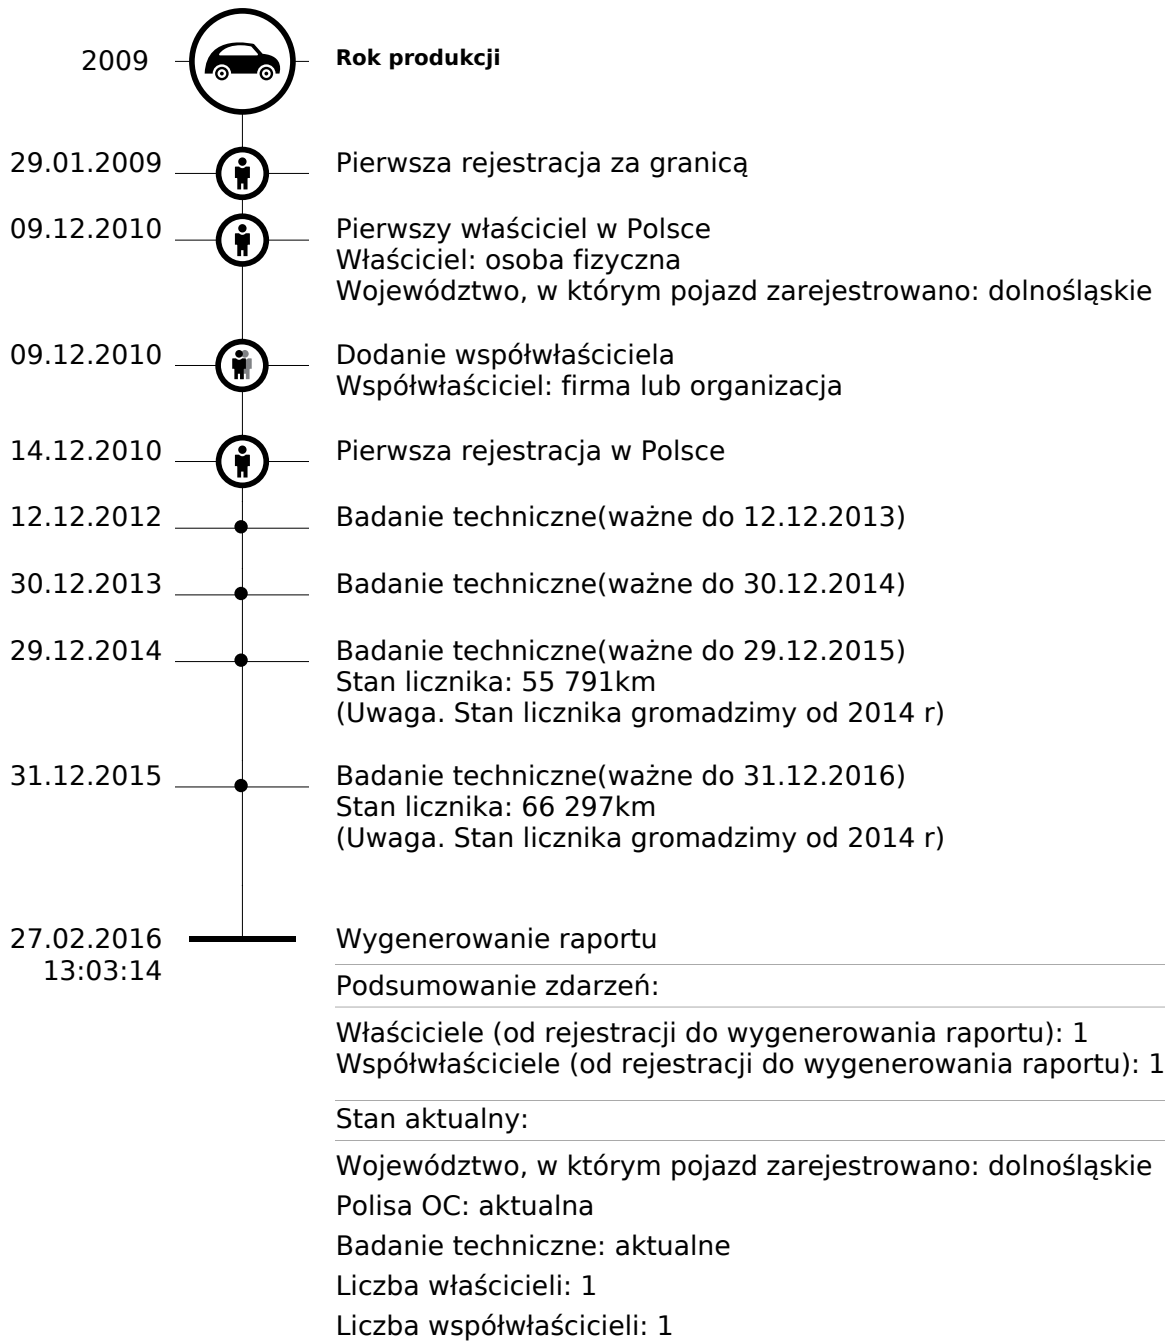 2009 Rok produkcji
29.01.2009 Pierwsza rejestracja za granicą
09.12.2010 Pierwszy właściciel w Polsce
Właściciel: osoba fizyczna
Województwo, w którym pojazd zarejestrowano: dolnośląskie
09.12.2010 Dodanie współwłaściciela
Współwłaściciel: firma lub organizacja
14.12.2010 Pierwsza rejestracja w Polsce
12.12.2012 Badanie techniczne(ważne do 12.12.2013)
30.12.2013 Badanie techniczne(ważne do 30.12.2014)
29.12.2014 Badanie techniczne(ważne do 29.12.2015)
Stan licznika: 55 791km
(Uwaga. Stan licznika gromadzimy od 2014 r)
31.12.2015 Badanie techniczne(ważne do 31.12.2016)
Stan licznika: 66 297km
(Uwaga. Stan licznika gromadzimy od 2014 r)
27.02.2016 Wygenerowanie raportu
13:03:14
Podsumowanie zdarzeń:
Właściciele (od rejestracji do wygenerowania raportu): 1
Współwłaściciele (od rejestracji do wygenerowania raportu): 1
Stan aktualny:
Województwo, w którym pojazd zarejestrowano: dolnośląskie
Polisa OC: aktualna
Badanie techniczne: aktualne
Liczba właścicieli: 1
Liczba współwłaścicieli: 1